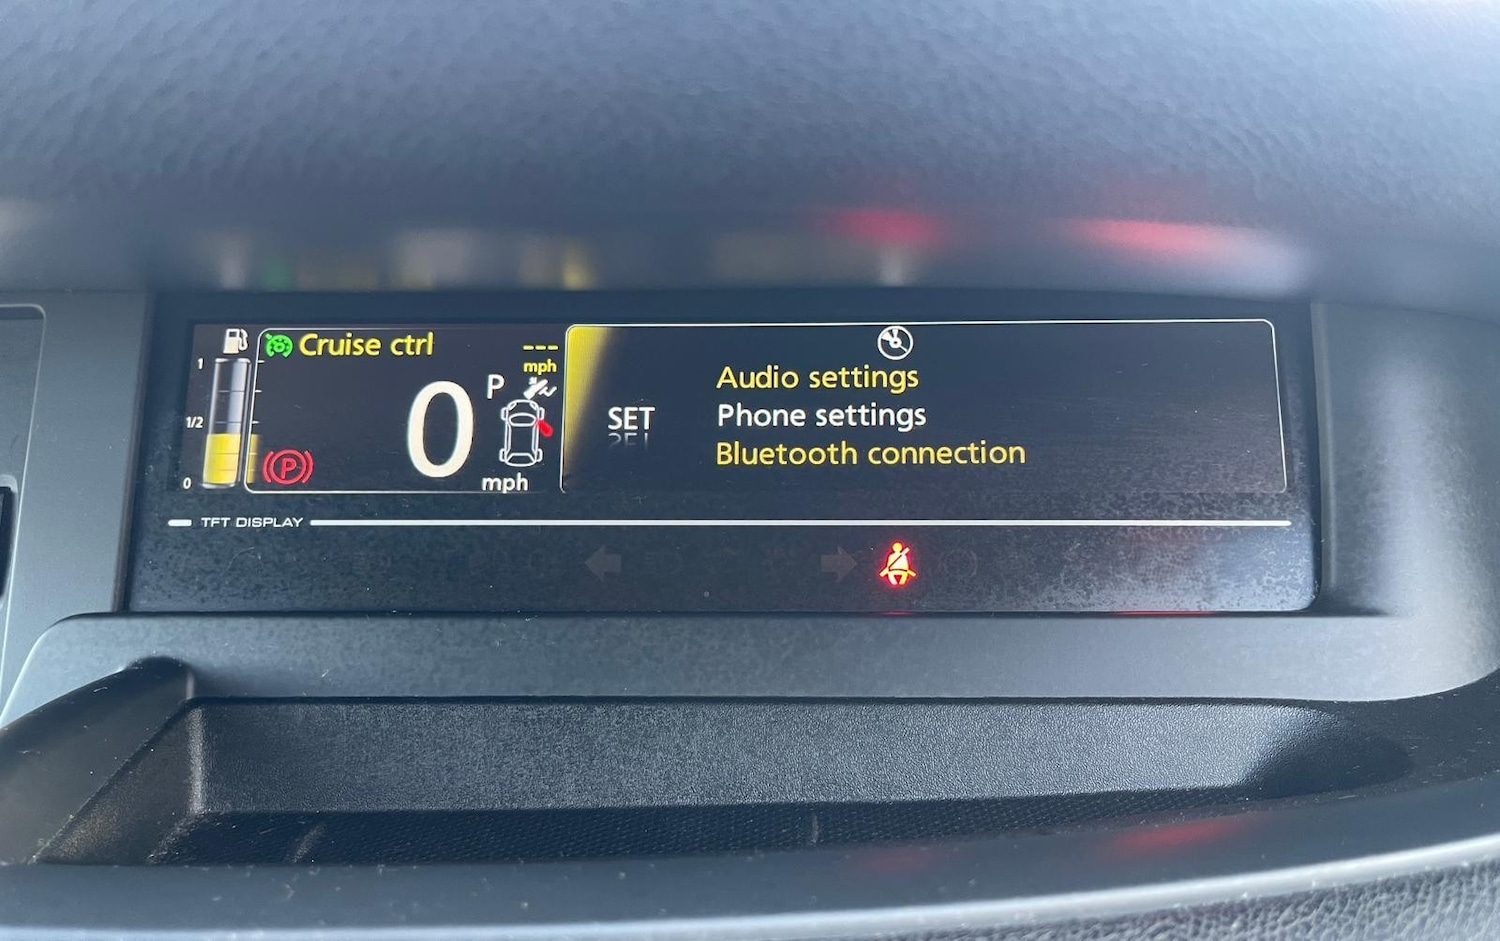 Cruise ctrl
---
mph
1
1/2
0
P
0
mph
P
SET
Audio settings
Phone settings
Bluetooth connection
TFT DISPLAY